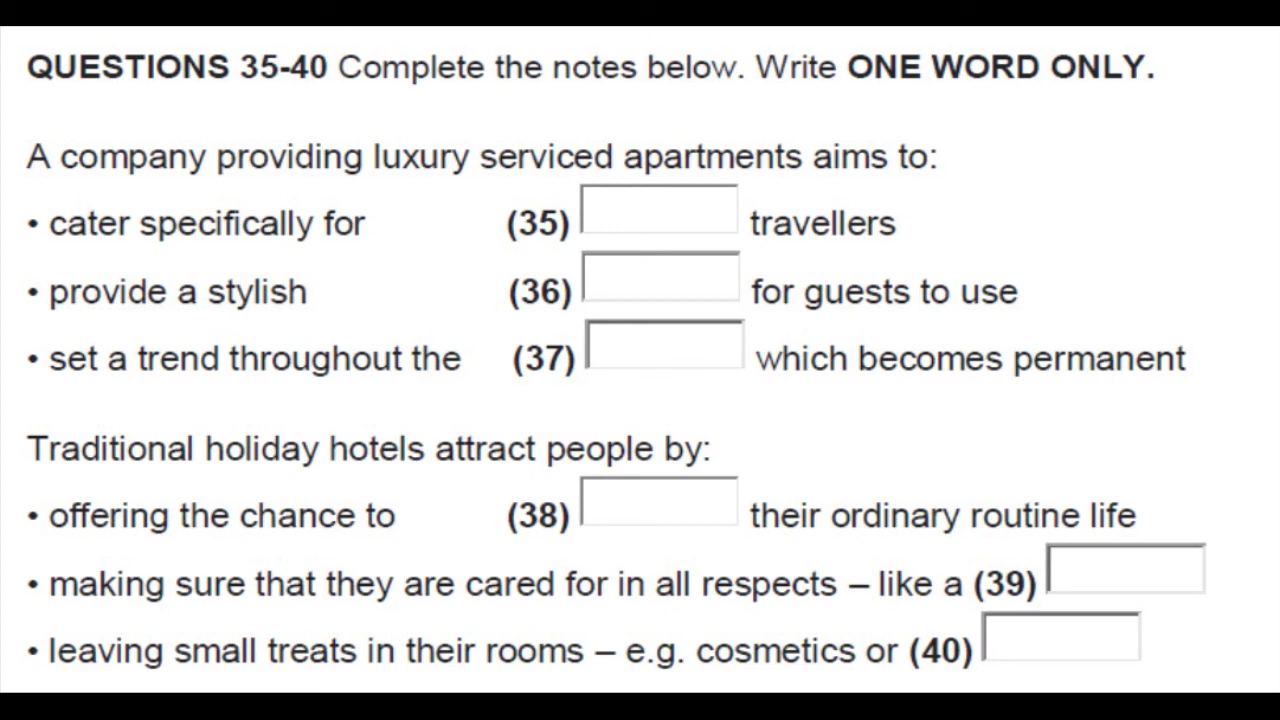 QUESTIONS 35-40 Complete the notes below. Write ONE WORD ONLY.
A company providing luxury serviced apartments aims to:
• cater specifically for (35) travellers
• provide a stylish (36) for guests to use
• set a trend throughout the (37) which becomes permanent
Traditional holiday hotels attract people by:
• offering the chance to (38) their ordinary routine life
• making sure that they are cared for in all respects – like a (39)
• leaving small treats in their rooms – e.g. cosmetics or (40)